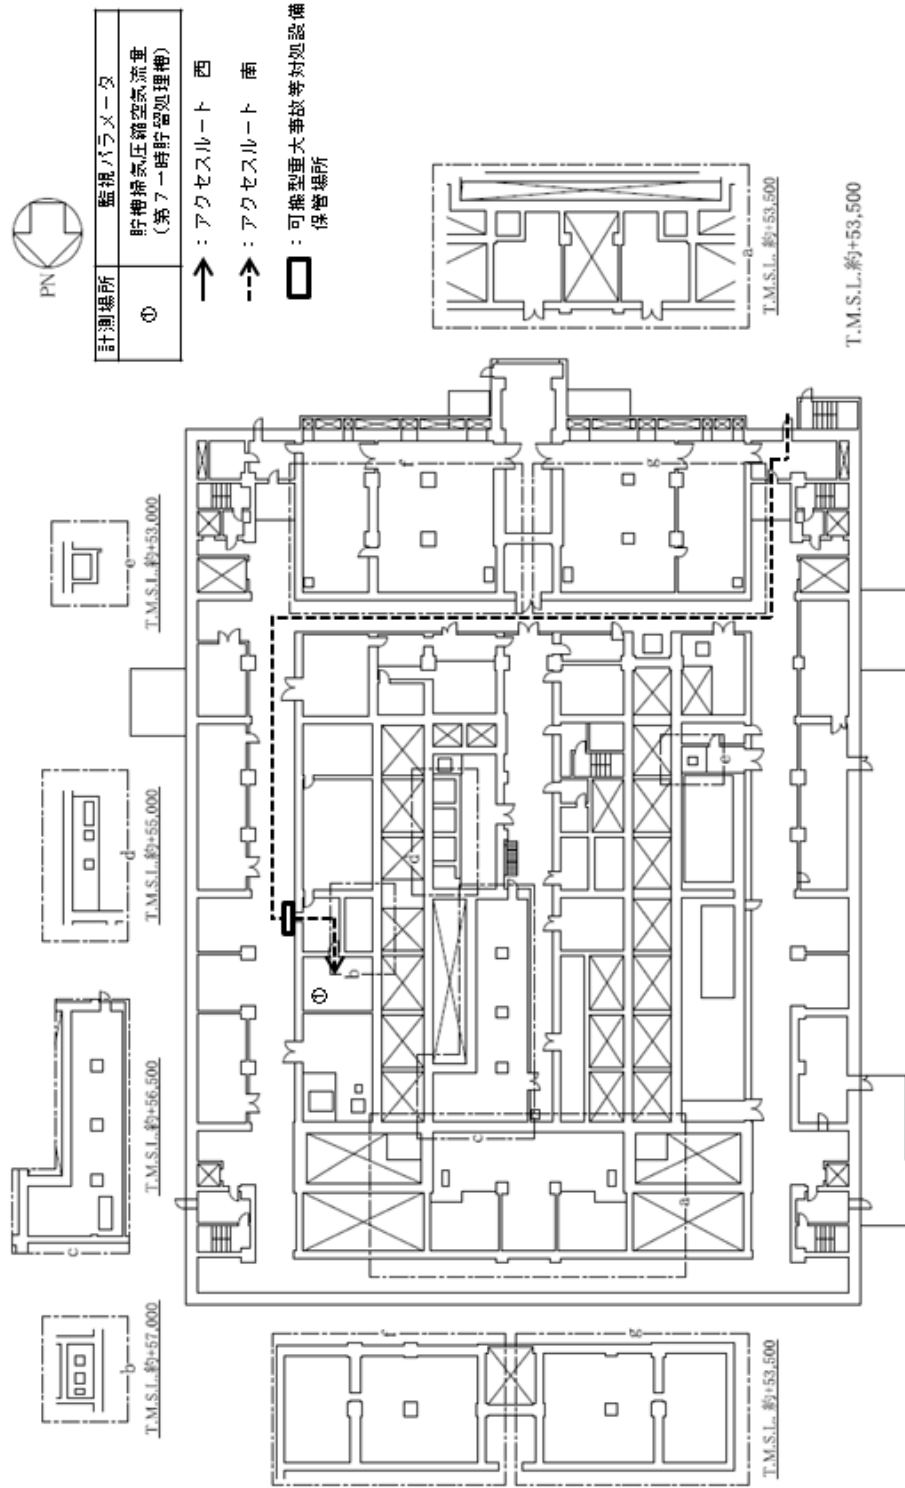 PN
計測場所
監視パラメータ
①
貯槽掃気圧縮空気流量
(第7一時貯留処理槽)
：アクセスルート 西
：アクセスルート 南
：可搬型重大事故等対処設備
保管場所
a
T.M.S.L. 約+53,500
T.M.S.L.約+53,500
e
T.M.S.L.約+53,000
d
T.M.S.L.約+55,000
c
T.M.S.L.約+56,500
b
T.M.S.L.約+57,000
f
g
T.M.S.L. 約+53,500
f
g
e
d
b
①
c
a